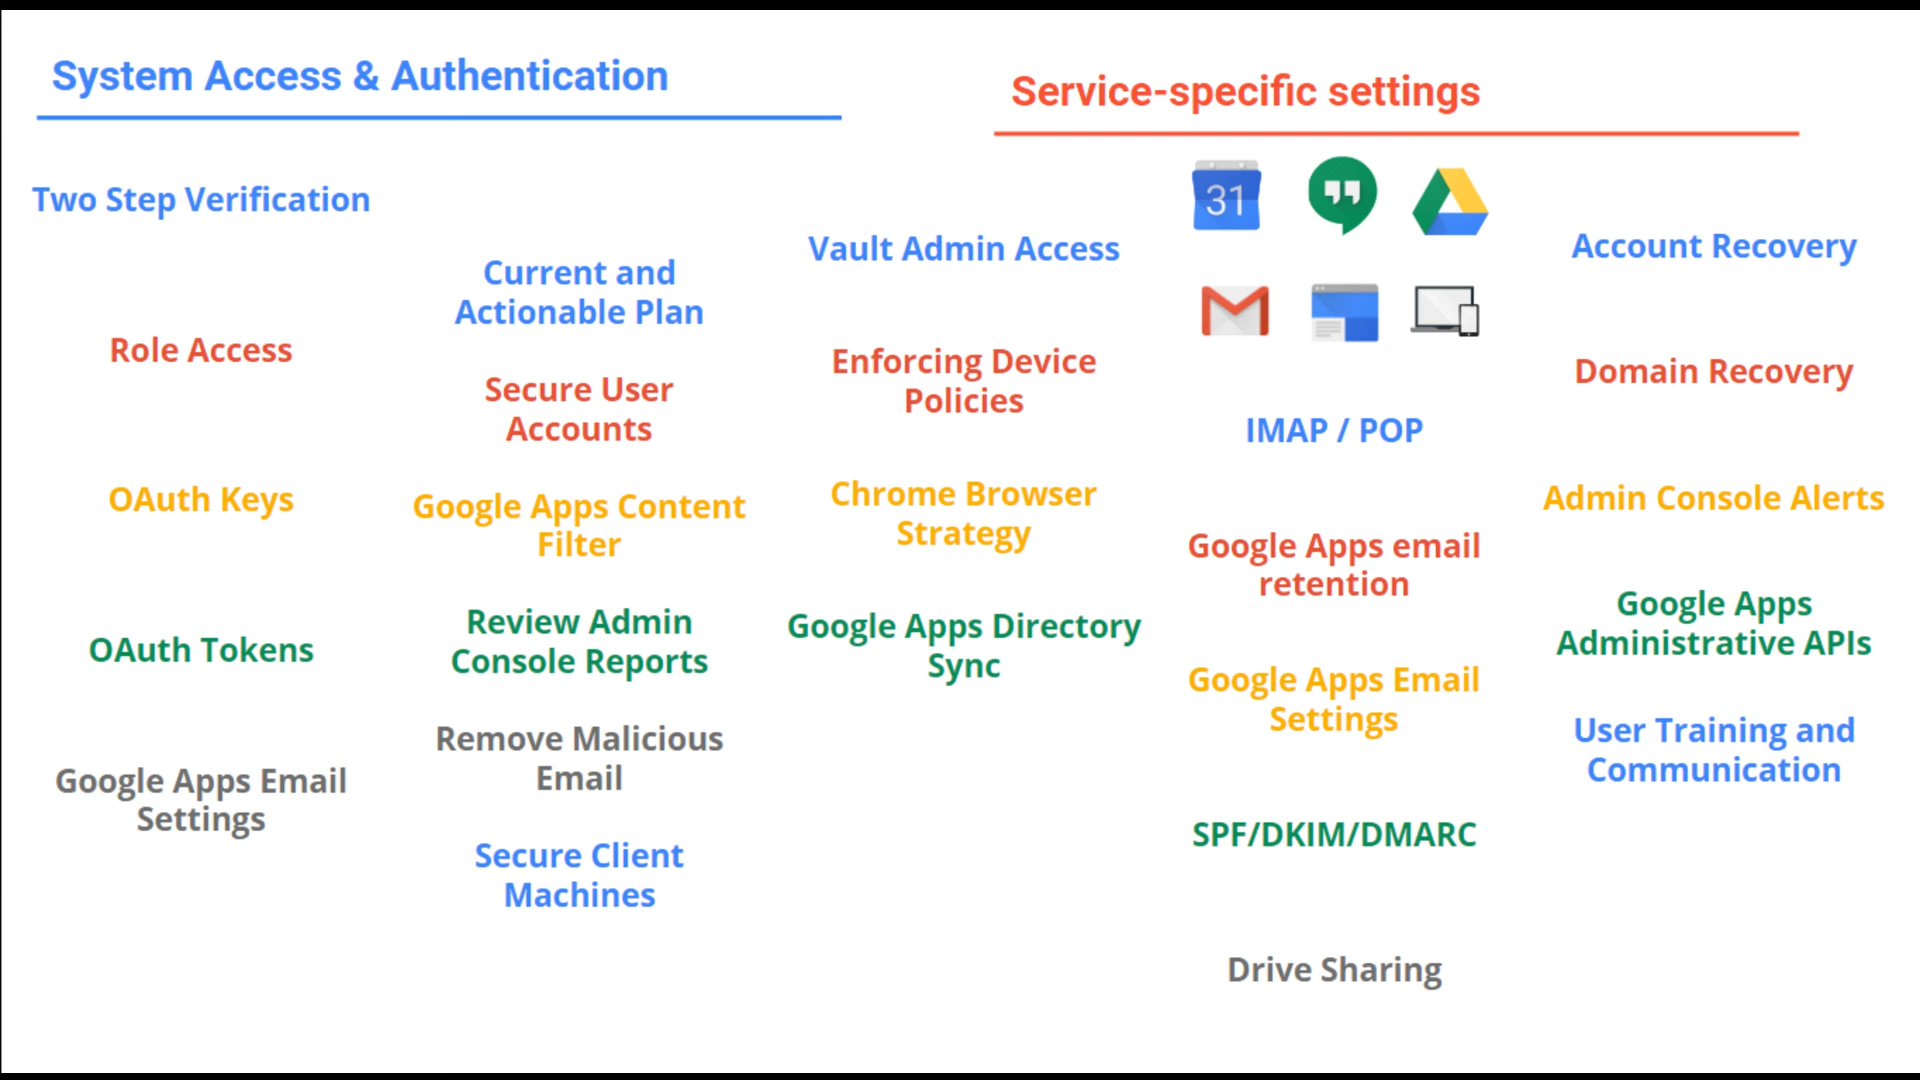 System Access & Authentication
Two Step Verification
Role Access
OAuth Keys
OAuth Tokens
Google Apps Email
Settings
Current and
Actionable Plan
Secure User
Accounts
Google Apps Content
Filter
Review Admin
Console Reports
Remove Malicious
Email
Secure Client
Machines
Vault Admin Access
Enforcing Device
Policies
Chrome Browser
Strategy
Google Apps Directory
Sync
Service-specific settings
31
IMAP / POP
Google Apps email
retention
Google Apps Email
Settings
SPF/DKIM/DMARC
Drive Sharing
Account Recovery
Domain Recovery
Admin Console Alerts
Google Apps
Administrative APIs
User Training and
Communication